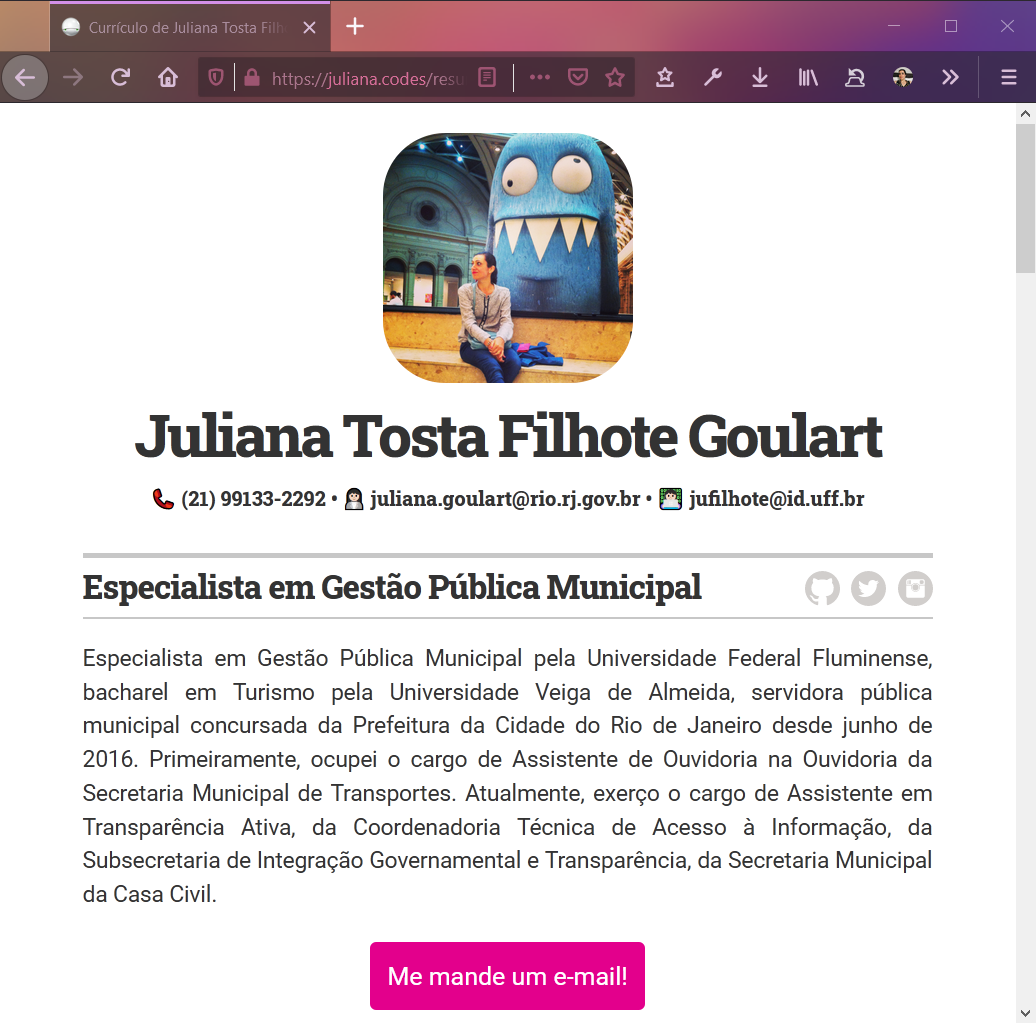 Currículo de Juliana Tosta Filh
https://juliana.codes/resu
Juliana Tosta Filhote Goulart
(21) 99133-2292 • juliana.goulart@rio.rj.gov.br • jufilhote@id.uff.br
Especialista em Gestão Pública Municipal
Especialista em Gestão Pública Municipal pela Universidade Federal Fluminense,
bacharel em Turismo pela Universidade Veiga de Almeida, servidora pública
municipal concursada da Prefeitura da Cidade do Rio de Janeiro desde junho de
2016. Primeiramente, ocupei o cargo de Assistente de Ouvidoria na Ouvidoria da
Secretaria Municipal de Transportes. Atualmente, exerço o cargo de Assistente em
Transparência Ativa, da Coordenadoria Técnica de Acesso à Informação, da
Subsecretaria de Integração Governamental e Transparência, da Secretaria Municipal
da Casa Civil.
Me mande um e-mail!